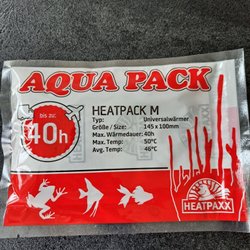 AQUA PACK
bis zu:
40h
HEATPACK M
Typ: Universalwärmer
Größe / Size: 145 x 100mm
Max. Wärmedauer: 40h
Max. Temp: 50°C
Avg. Temp: 46°C
HEATPAXX